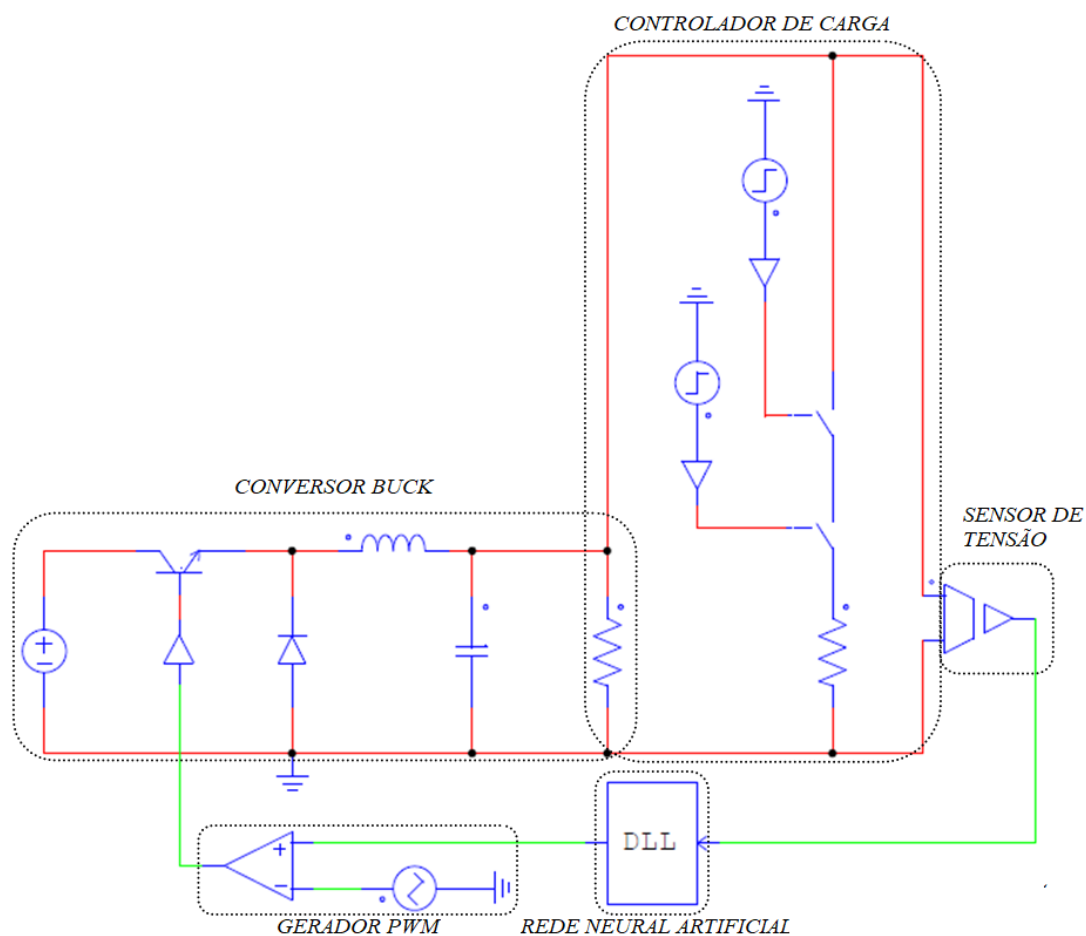 CONTROLADOR DE CARGA
CONVERSOR BUCK
SENSOR DE
TENSÃO
DLL
GERADOR PWM
REDE NEURAL ARTIFICIAL